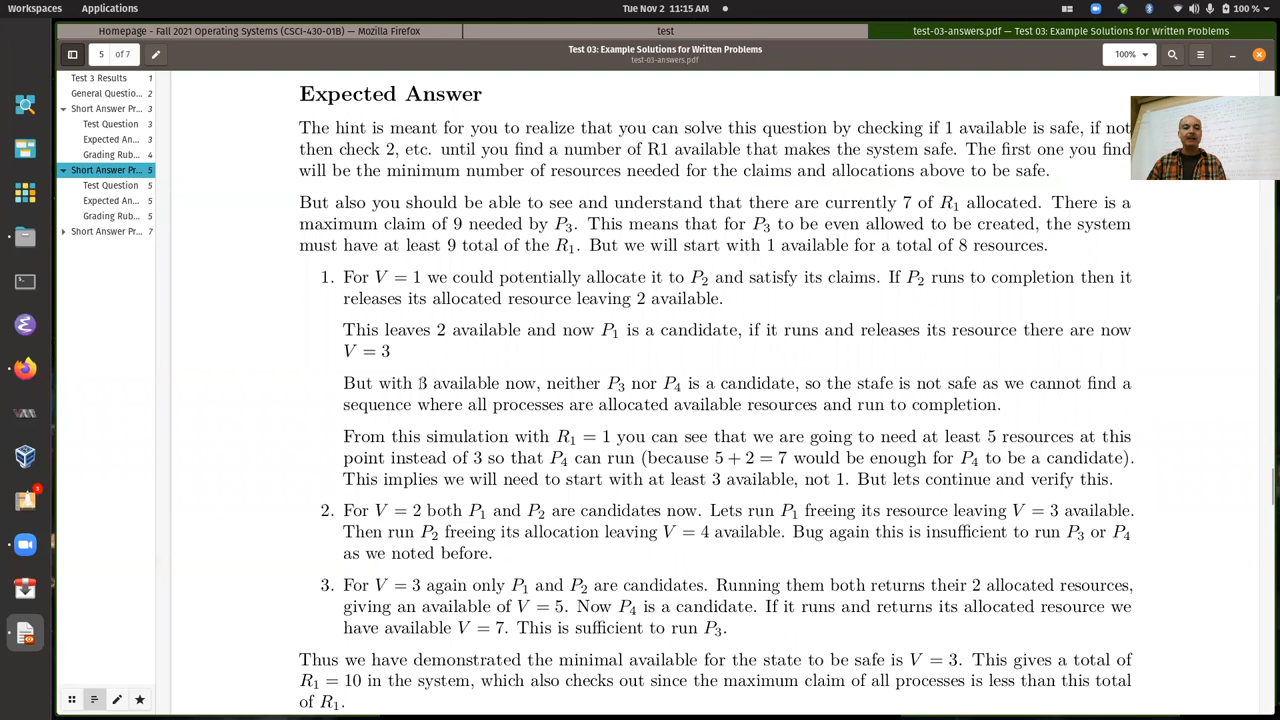 Workspaces Applications Tue Nov 2 11:15 AM 100 %
Homepage - Fall 2021 Operating Systems (CSCI-430-01B) — Mozilla Firefox test test-03-answers.pdf — Test 03: Example Solutions for Written Problems
5 of 7 Test 03: Example Solutions for Written Problems 100%
test-03-answers.pdf
Test 3 Results 1
General Questio... 2
Short Answer Pr... 3
Test Question 3
Expected An... 3
Grading Rub... 4
Short Answer Pr... 5
Test Question 5
Expected An... 5
Grading Rub... 5
Short Answer Pr... 7
Expected Answer
The hint is meant for you to realize that you can solve this question by checking if 1 available is safe, if not
then check 2, etc. until you find a number of R1 available that makes the system safe. The first one you find
will be the minimum number of resources needed for the claims and allocations above to be safe.
But also you should be able to see and understand that there are currently 7 of R1 allocated. There is a
maximum claim of 9 needed by P3. This means that for P3 to be even allowed to be created, the system
must have at least 9 total of the R1. But we will start with 1 available for a total of 8 resources.
1. For V = 1 we could potentially allocate it to P2 and satisfy its claims. If P2 runs to completion then it
releases its allocated resource leaving 2 available.
This leaves 2 available and now P1 is a candidate, if it runs and releases its resource there are now
V = 3
But with 3 available now, neither P3 nor P4 is a candidate, so the stafe is not safe as we cannot find a
sequence where all processes are allocated available resources and run to completion.
From this simulation with R1 = 1 you can see that we are going to need at least 5 resources at this
point instead of 3 so that P4 can run (because 5 + 2 = 7 would be enough for P4 to be a candidate).
This implies we will need to start with at least 3 available, not 1. But lets continue and verify this.
2. For V = 2 both P1 and P2 are candidates now. Lets run P1 freeing its resource leaving V = 3 available.
Then run P2 freeing its allocation leaving V = 4 available. Bug again this is insufficient to run P3 or P4
as we noted before.
3. For V = 3 again only P1 and P2 are candidates. Running them both returns their 2 allocated resources,
giving an available of V = 5. Now P4 is a candidate. If it runs and returns its allocated resource we
have available V = 7. This is sufficient to run P3.
Thus we have demonstrated the minimal available for the state to be safe is V = 3. This gives a total of
R1 = 10 in the system, which also checks out since the maximum claim of all processes is less than this total
of R1.